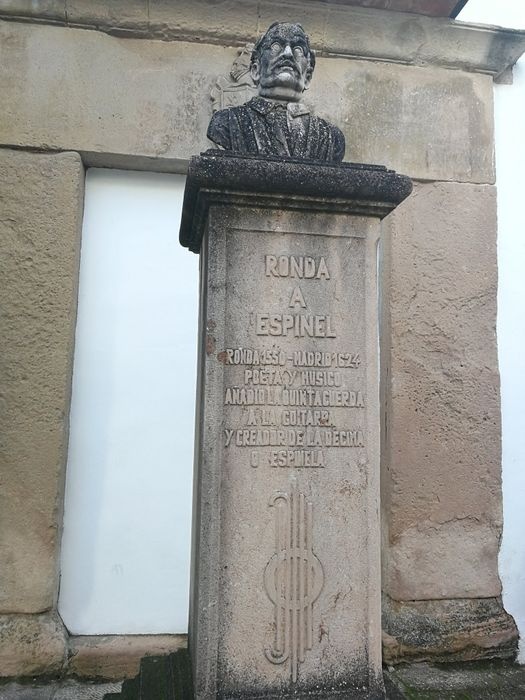 RONDA
A
ESPINEL
RONDA 1550 - MADRID 1624
POETA Y MUSICO
AÑADIO LA QUINTA CUERDA
A LA GUITARRA
Y CREADOR DE LA DECIMA
O ESPINELA